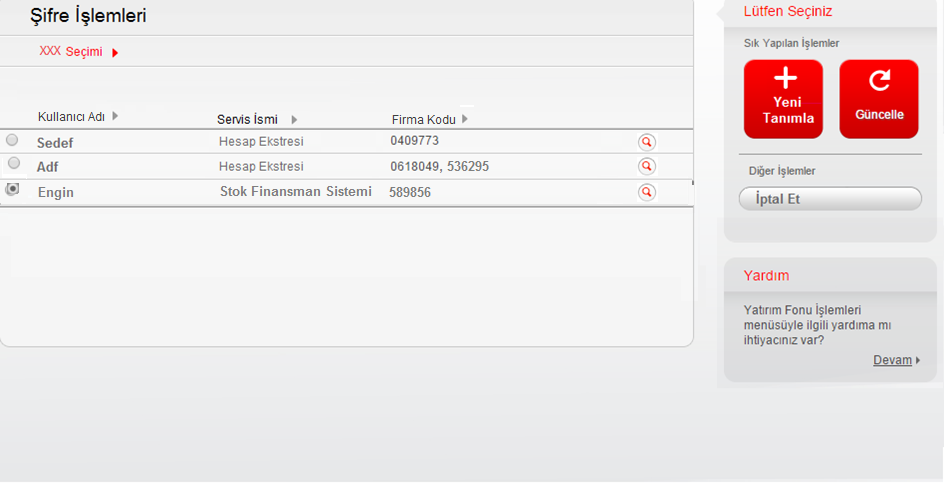 Şifre İşlemleri
XXX Seçimi
Kullanıcı Adı Servis İsmi Firma Kodu
Sedef Hesap Ekstresi 0409773
Adf Hesap Ekstresi 0618049, 536295
Engin Stok Finansman Sistemi 589856
Lütfen Seçiniz
Sık Yapılan İşlemler
Yeni
Tanımla
Güncelle
Diğer İşlemler
İptal Et
Yardım
Yatırım Fonu İşlemleri
menüsüyle ilgili yardıma mı
ihtiyacınız var?
Devam